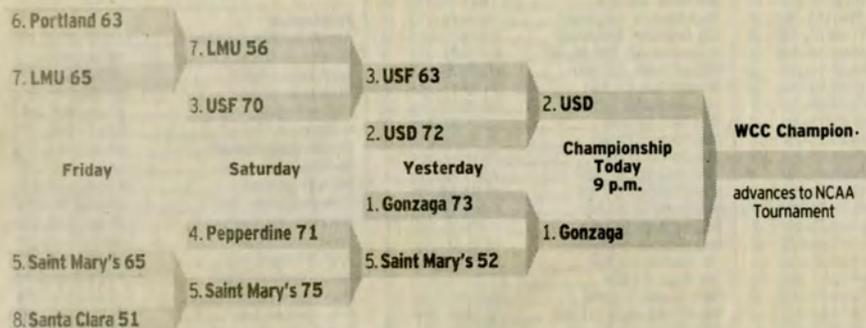 6. Portland 63
7. LMU 65
7. LMU 56
3. USF 70
3. USF 63
2. USD 72
2. USD
Friday
Saturday
Yesterday
Championship
Today
9 p.m.
WCC Champion
advances to NCAA
Tournament
5. Saint Mary's 65
8. Santa Clara 51
4. Pepperdine 71
5. Saint Mary's 75
1. Gonzaga 73
5. Saint Mary's 52
1. Gonzaga